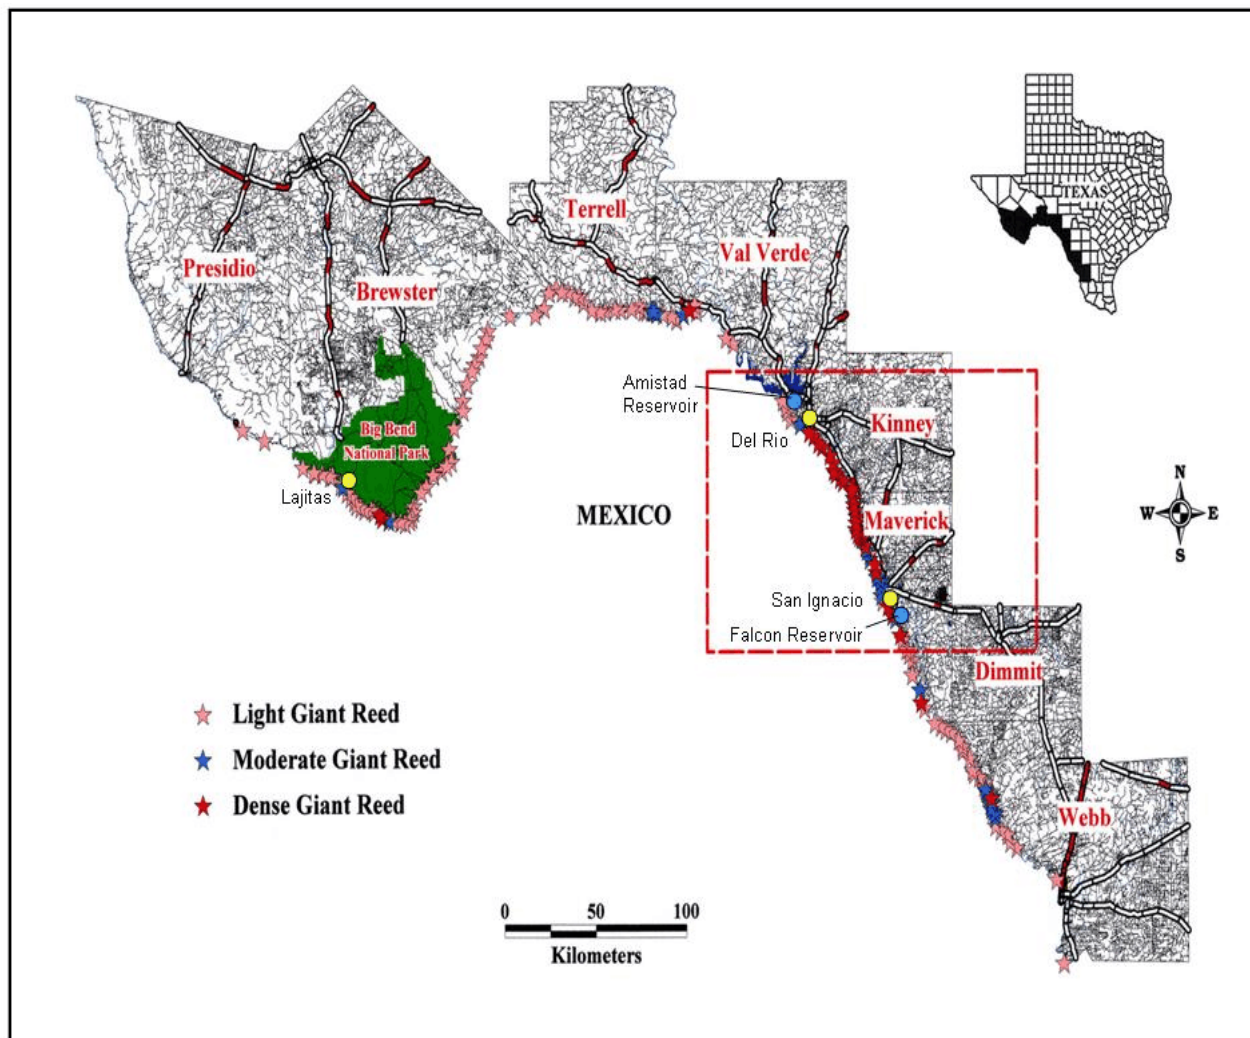 TEXAS
Terrell
Val Verde
Presidio
Brewster
Amistad
Reservoir
Big Bend
National Park
Kinney
Del Rio
Lajitas
MEXICO
Maverick
N
W E
S
San Ignacio
Falcon Reservoir
Dimmit
Light Giant Reed
Moderate Giant Reed
Dense Giant Reed
Webb
0 50 100
Kilometers